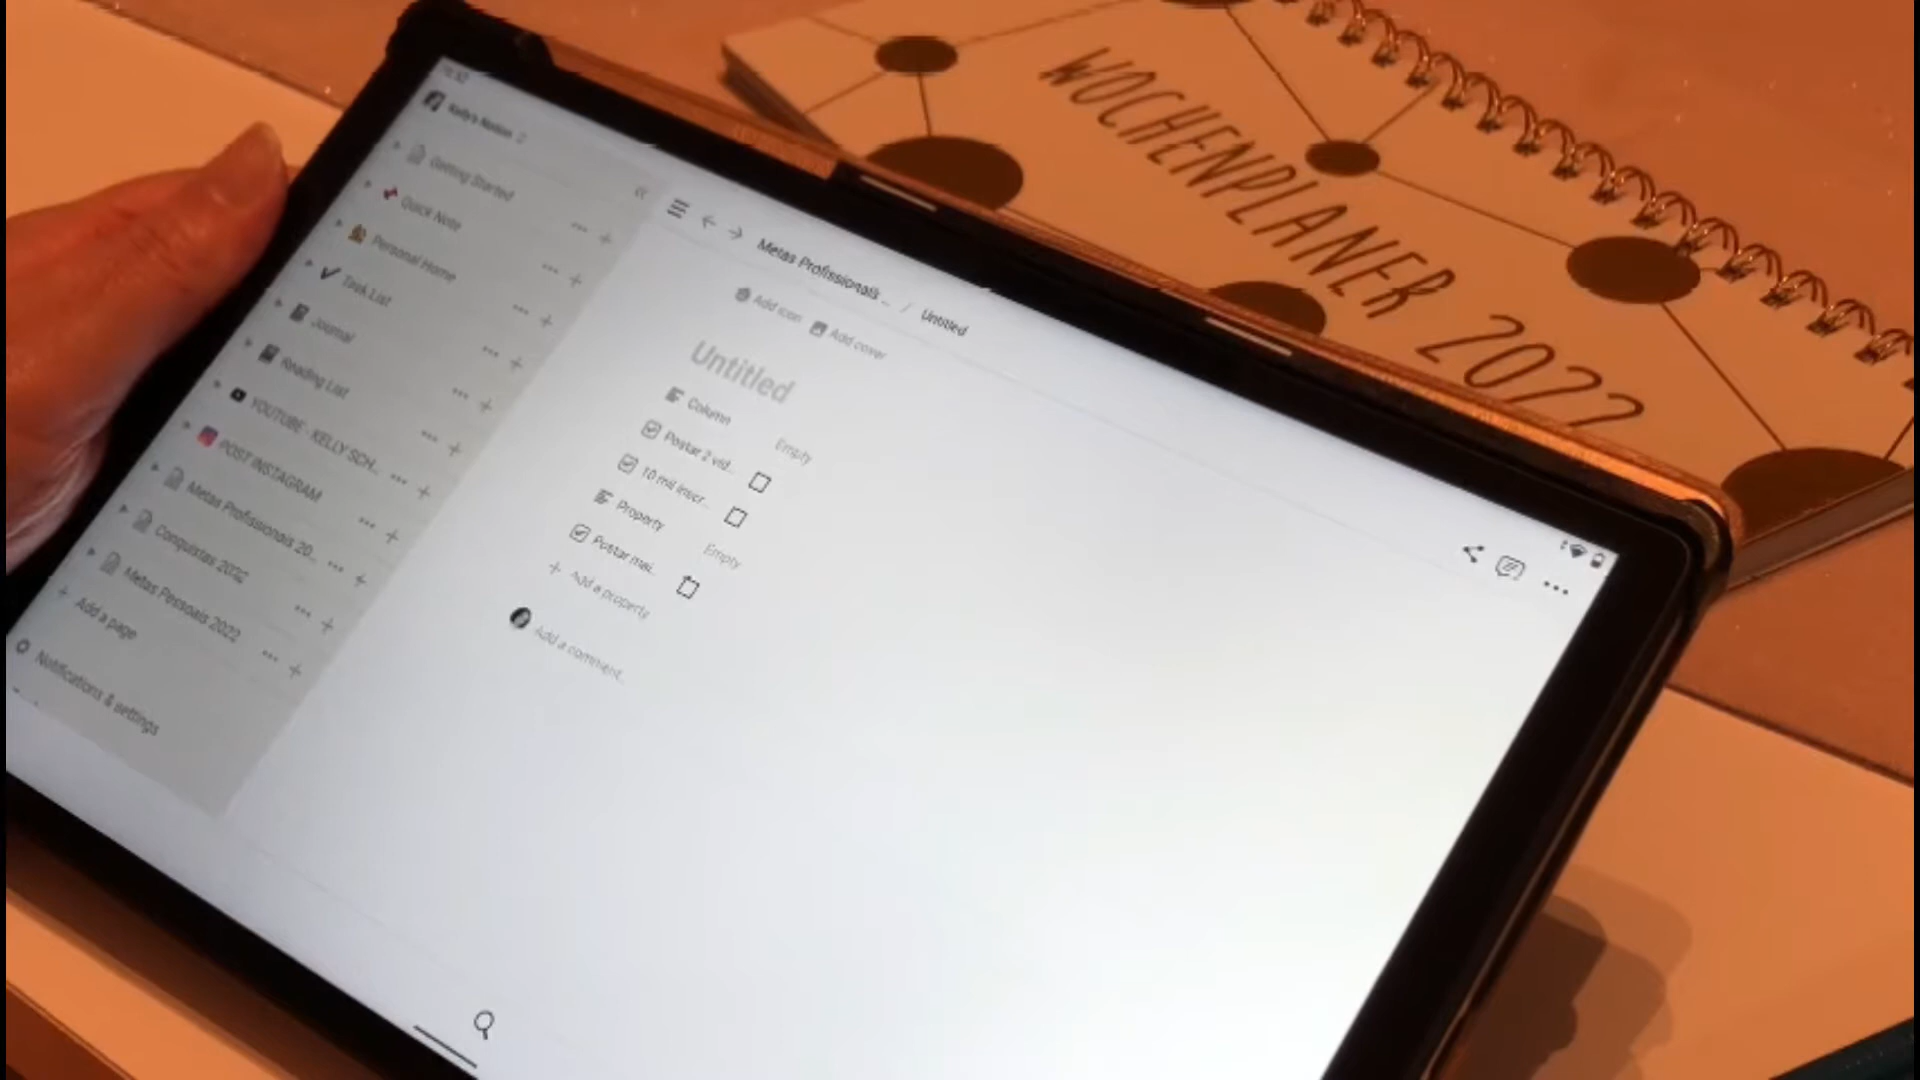 WOCHENPLANER 2022
Kelly's Notion
Getting Started
Quick Note
Personal Home
Task List
Journal
Reading List
YOUTUBE - KELLY SCH...
POST INSTAGRAM
Metas Profissionais 20...
Conquistas 2022
Metas Pessoais 2022
Add a page
Notifications & settings
Metas Profissionais ... / Untitled
Add icon Add cover
Untitled
Column Empty
Postar 2 vid...
10 mil inscr...
Property Empty
Postar mai...
Add a property
Add a comment...